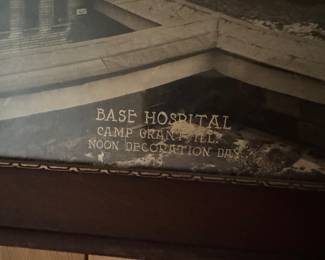 BASE HOSPITAL
CAMP GRANT, ILL.
NOON DECORATION DAY